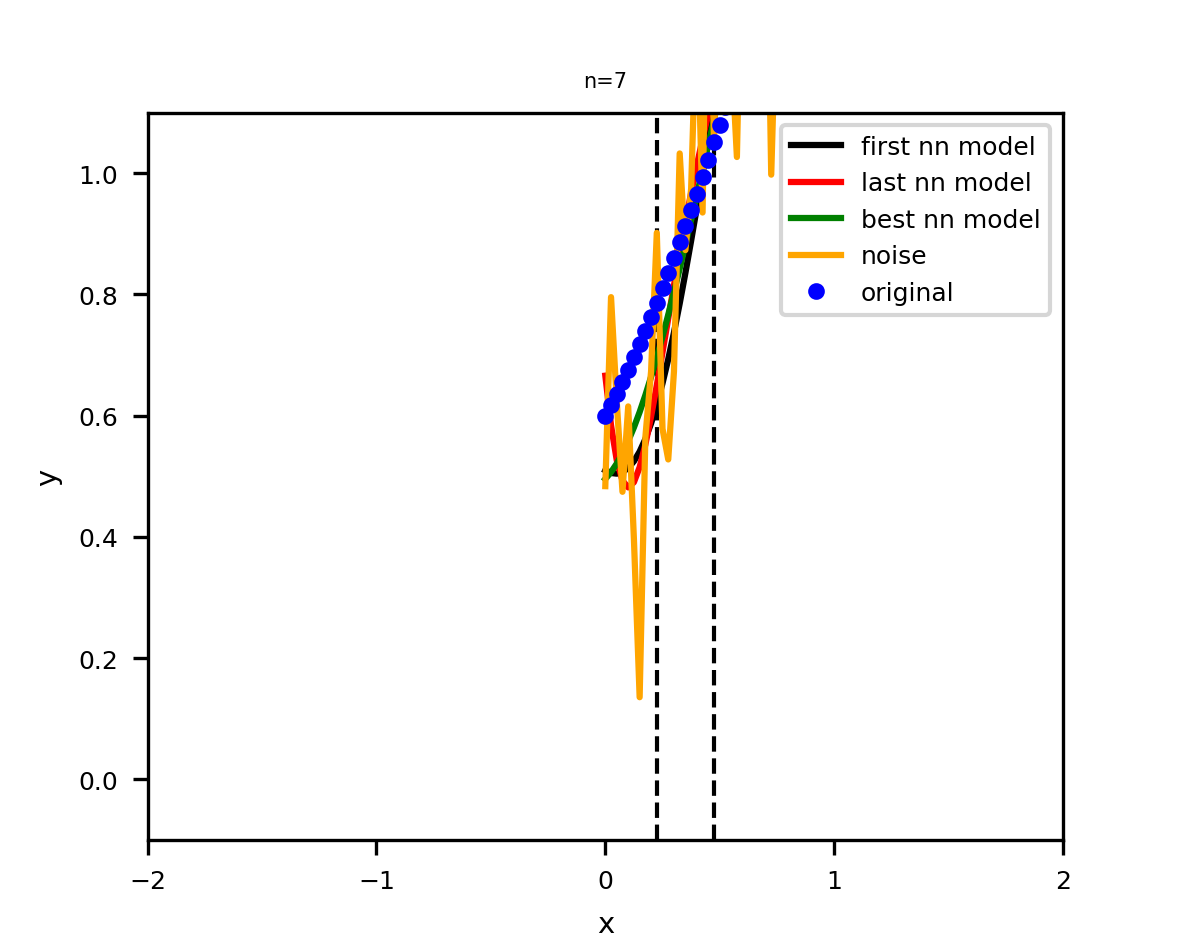 n=7
first nn model
last nn model
best nn model
noise
original
1.0
0.8
0.6
0.4
0.2
0.0
y
−2
−1
0
1
2
x